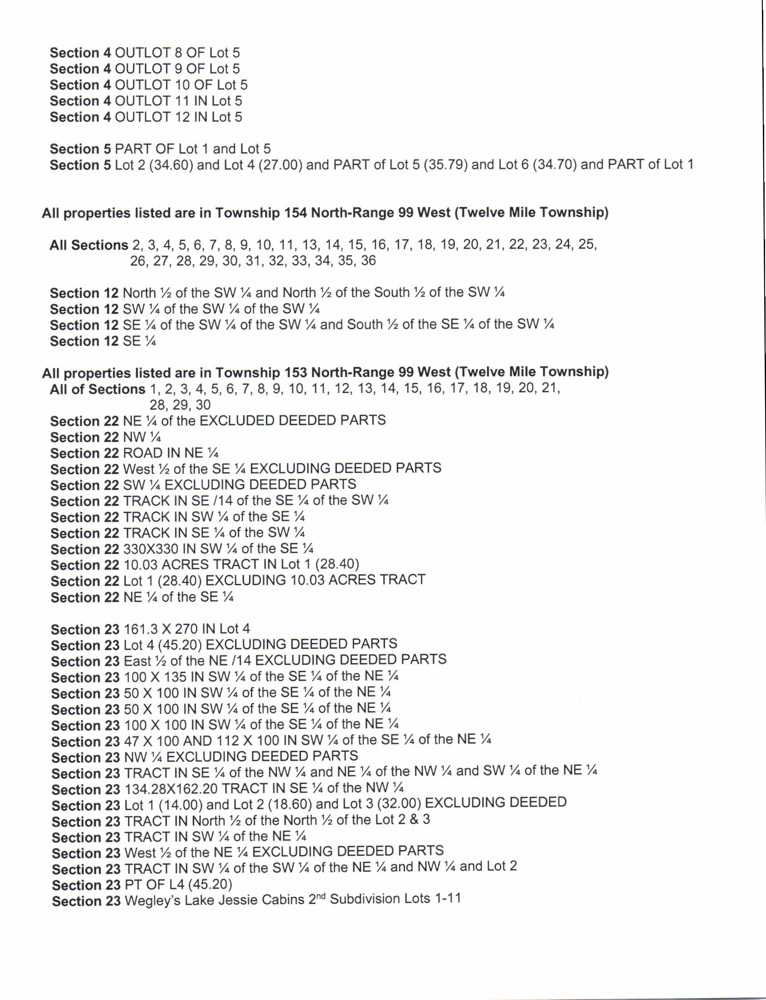 Section 4 OUTLOT 8 OF Lot 5
Section 4 OUTLOT 9 OF Lot 5
Section 4 OUTLOT 10 OF Lot 5
Section 4 OUTLOT 11 IN Lot 5
Section 4 OUTLOT 12 IN Lot 5
Section 5 PART OF Lot 1 and Lot 5
Section 5 Lot 2 (34.60) and Lot 4 (27.00) and PART of Lot 5 (35.79) and Lot 6 (34.70) and PART of Lot 1
All properties listed are in Township 154 North-Range 99 West (Twelve Mile Township)
All Sections 2, 3, 4, 5, 6, 7, 8, 9, 10, 11, 13, 14, 15, 16, 17, 18, 19, 20, 21, 22, 23, 24, 25,
26, 27, 28, 29, 30, 31, 32, 33, 34, 35, 36
Section 12 North ½ of the SW ¼ and North ½ of the South ½ of the SW ¼
Section 12 SW ¼ of the SW ¼ of the SW ¼
Section 12 SE ¼ of the SW ¼ of the SW ¼ and South ½ of the SE ¼ of the SW ¼
Section 12 SE ¼
All properties listed are in Township 153 North-Range 99 West (Twelve Mile Township)
All of Sections 1, 2, 3, 4, 5, 6, 7, 8, 9, 10, 11, 12, 13, 14, 15, 16, 17, 18, 19, 20, 21,
28, 29, 30
Section 22 NE ¼ of the EXCLUDED DEEDED PARTS
Section 22 NW ¼
Section 22 ROAD IN NE ¼
Section 22 West ½ of the SE ¼ EXCLUDING DEEDED PARTS
Section 22 SW ¼ EXCLUDING DEEDED PARTS
Section 22 TRACK IN SE /14 of the SE ¼ of the SW ¼
Section 22 TRACK IN SW ¼ of the SE ¼
Section 22 TRACK IN SE ¼ of the SW ¼
Section 22 330X330 IN SW ¼ of the SE ¼
Section 22 10.03 ACRES TRACT IN Lot 1 (28.40)
Section 22 Lot 1 (28.40) EXCLUDING 10.03 ACRES TRACT
Section 22 NE ¼ of the SE ¼
Section 23 161.3 X 270 IN Lot 4
Section 23 Lot 4 (45.20) EXCLUDING DEEDED PARTS
Section 23 East ½ of the NE /14 EXCLUDING DEEDED PARTS
Section 23 100 X 135 IN SW ¼ of the SE ¼ of the NE ¼
Section 23 50 X 100 IN SW ¼ of the SE ¼ of the NE ¼
Section 23 50 X 100 IN SW ¼ of the SE ¼ of the NE ¼
Section 23 100 X 100 IN SW ¼ of the SE ¼ of the NE ¼
Section 23 47 X 100 AND 112 X 100 IN SW ¼ of the SE ¼ of the NE ¼
Section 23 NW ¼ EXCLUDING DEEDED PARTS
Section 23 TRACT IN SE ¼ of the NW ¼ and NE ¼ of the NW ¼ and SW ¼ of the NE ¼
Section 23 134.28X162.20 TRACT IN SE ¼ of the NW ¼
Section 23 Lot 1 (14.00) and Lot 2 (18.60) and Lot 3 (32.00) EXCLUDING DEEDED
Section 23 TRACT IN North ½ of the North ½ of the Lot 2 & 3
Section 23 TRACT IN SW ¼ of the NE ¼
Section 23 West ½ of the NE ¼ EXCLUDING DEEDED PARTS
Section 23 TRACT IN SW ¼ of the SW ¼ of the NE ¼ and NW ¼ and Lot 2
Section 23 PT OF L4 (45.20)
Section 23 Wegley's Lake Jessie Cabins 2nd Subdivision Lots 1-11